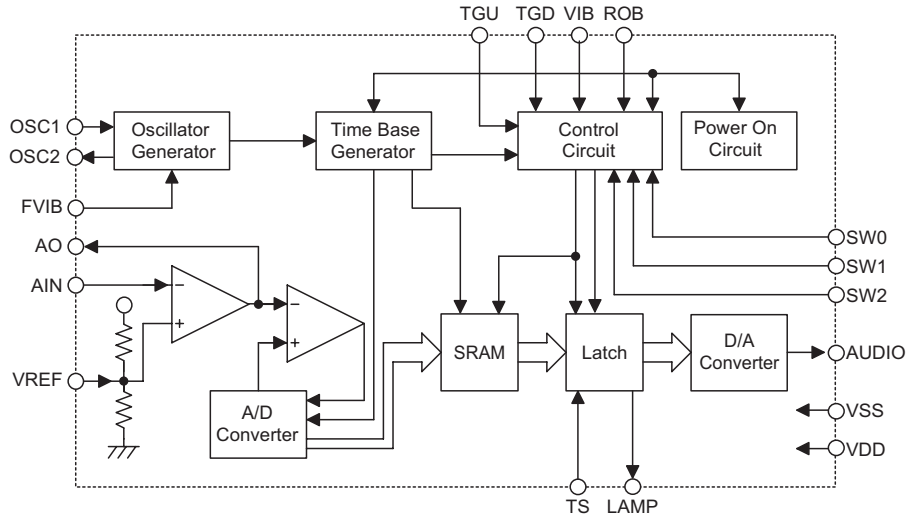 TGU TGD VIB ROB
OSC1
OSC2
FVIB
AO
AIN
VREF
Oscillator
Generator
Time Base
Generator
Control
Circuit
Power On
Circuit
SW0
SW1
SW2
−
+
−
+
A/D
Converter
SRAM
Latch
D/A
Converter
AUDIO
VSS
VDD
TS LAMP